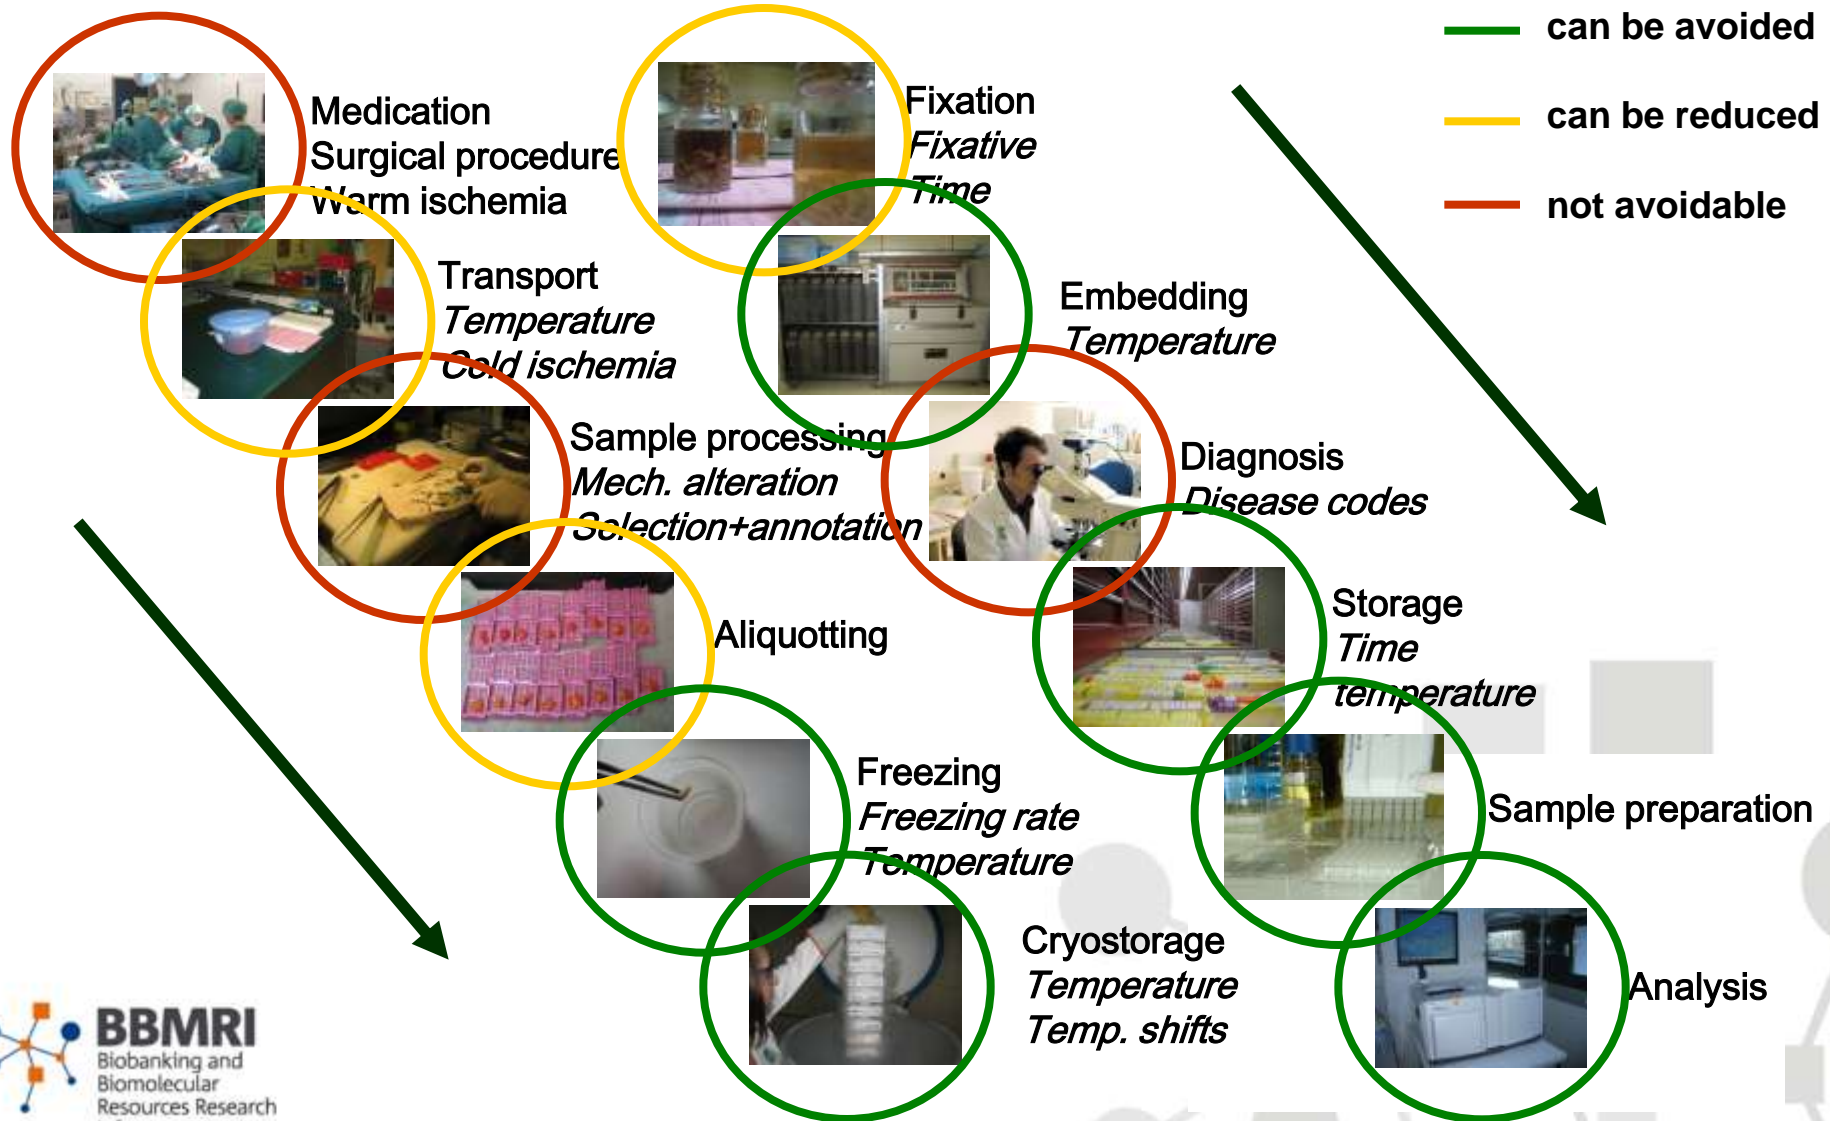 can be avoided
can be reduced
not avoidable
Medication
Surgical procedure
Warm ischemia
Transport
Temperature
Cold ischemia
Sample processing
Mech. alteration
Selection+annotation
Aliquotting
Freezing
Freezing rate
Temperature
Cryostorage
Temperature
Temp. shifts
Fixation
Fixative
Time
Embedding
Temperature
Diagnosis
Disease codes
Storage
Time
temperature
Sample preparation
Analysis
BBMRI
Biobanking and
Biomolecular
Resources Research